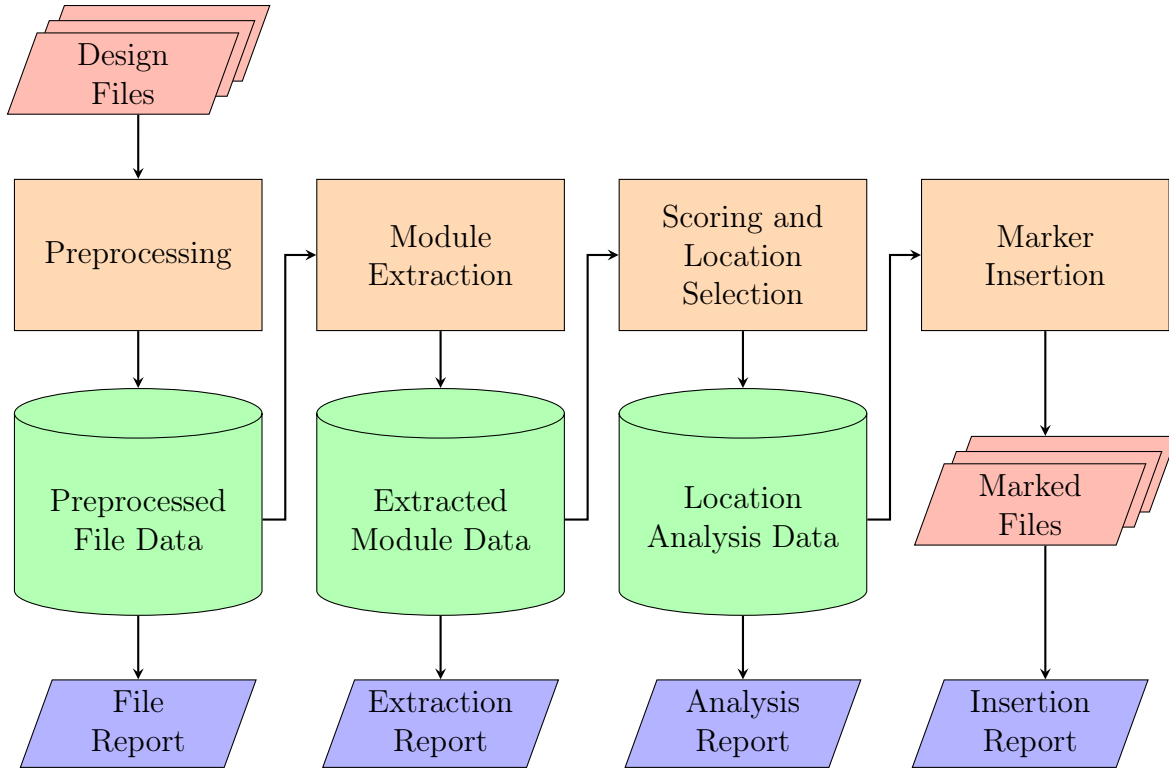 Design
Files
Preprocessing
Module
Extraction
Scoring and
Location
Selection
Marker
Insertion
Preprocessed
File Data
Extracted
Module Data
Location
Analysis Data
Marked
Files
File
Report
Extraction
Report
Analysis
Report
Insertion
Report